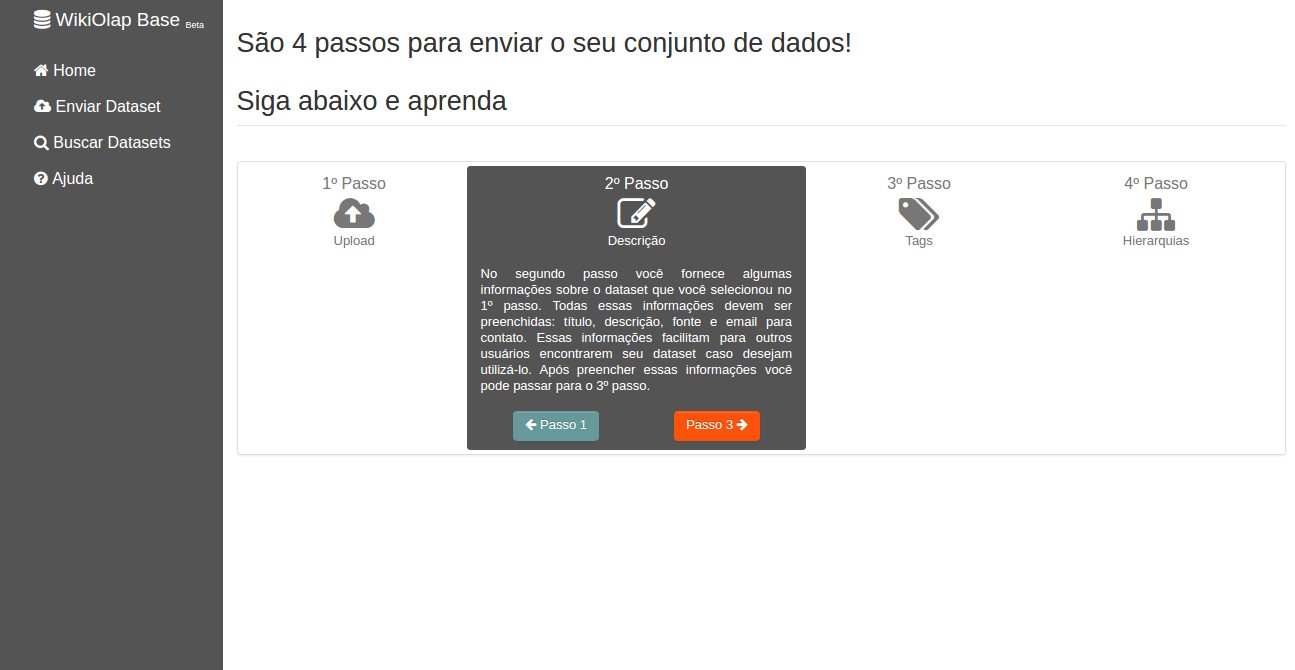 WikiOlap Base Beta
Home
Enviar Dataset
Buscar Datasets
Ajuda
São 4 passos para enviar o seu conjunto de dados!
Siga abaixo e aprenda
1º Passo
Upload
2º Passo
Descrição
No segundo passo você fornece algumas
informações sobre o dataset que você selecionou no
1º passo. Todas essas informações devem ser
preenchidas: título, descrição, fonte e email para
contato. Essas informações facilitam para outros
usuários encontrarem seu dataset caso desejam
utilizá-lo. Após preencher essas informações você
pode passar para o 3º passo.
Passo 1
Passo 3
3º Passo
Tags
4º Passo
Hierarquias